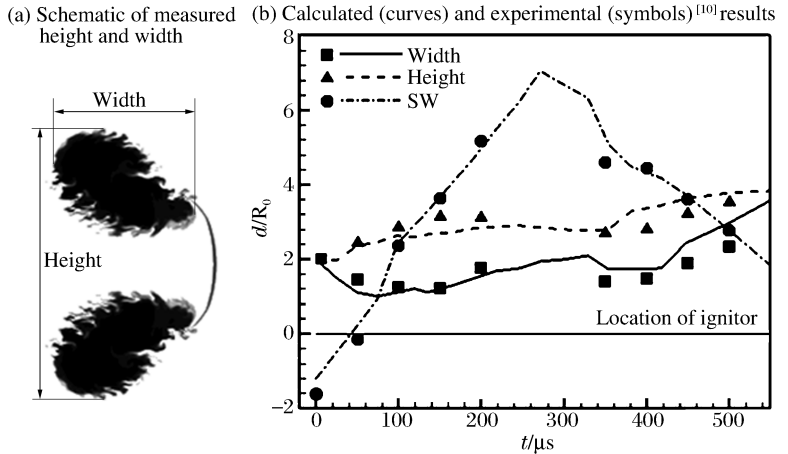 (a) Schematic of measured
height and width
Width
Height
(b) Calculated (curves) and experimental (symbols)[10] results
8
6
4
2
0
−2
d/R0
Width
Height
SW
Location of ignitor
0 100 200 300 400 500
t/μs